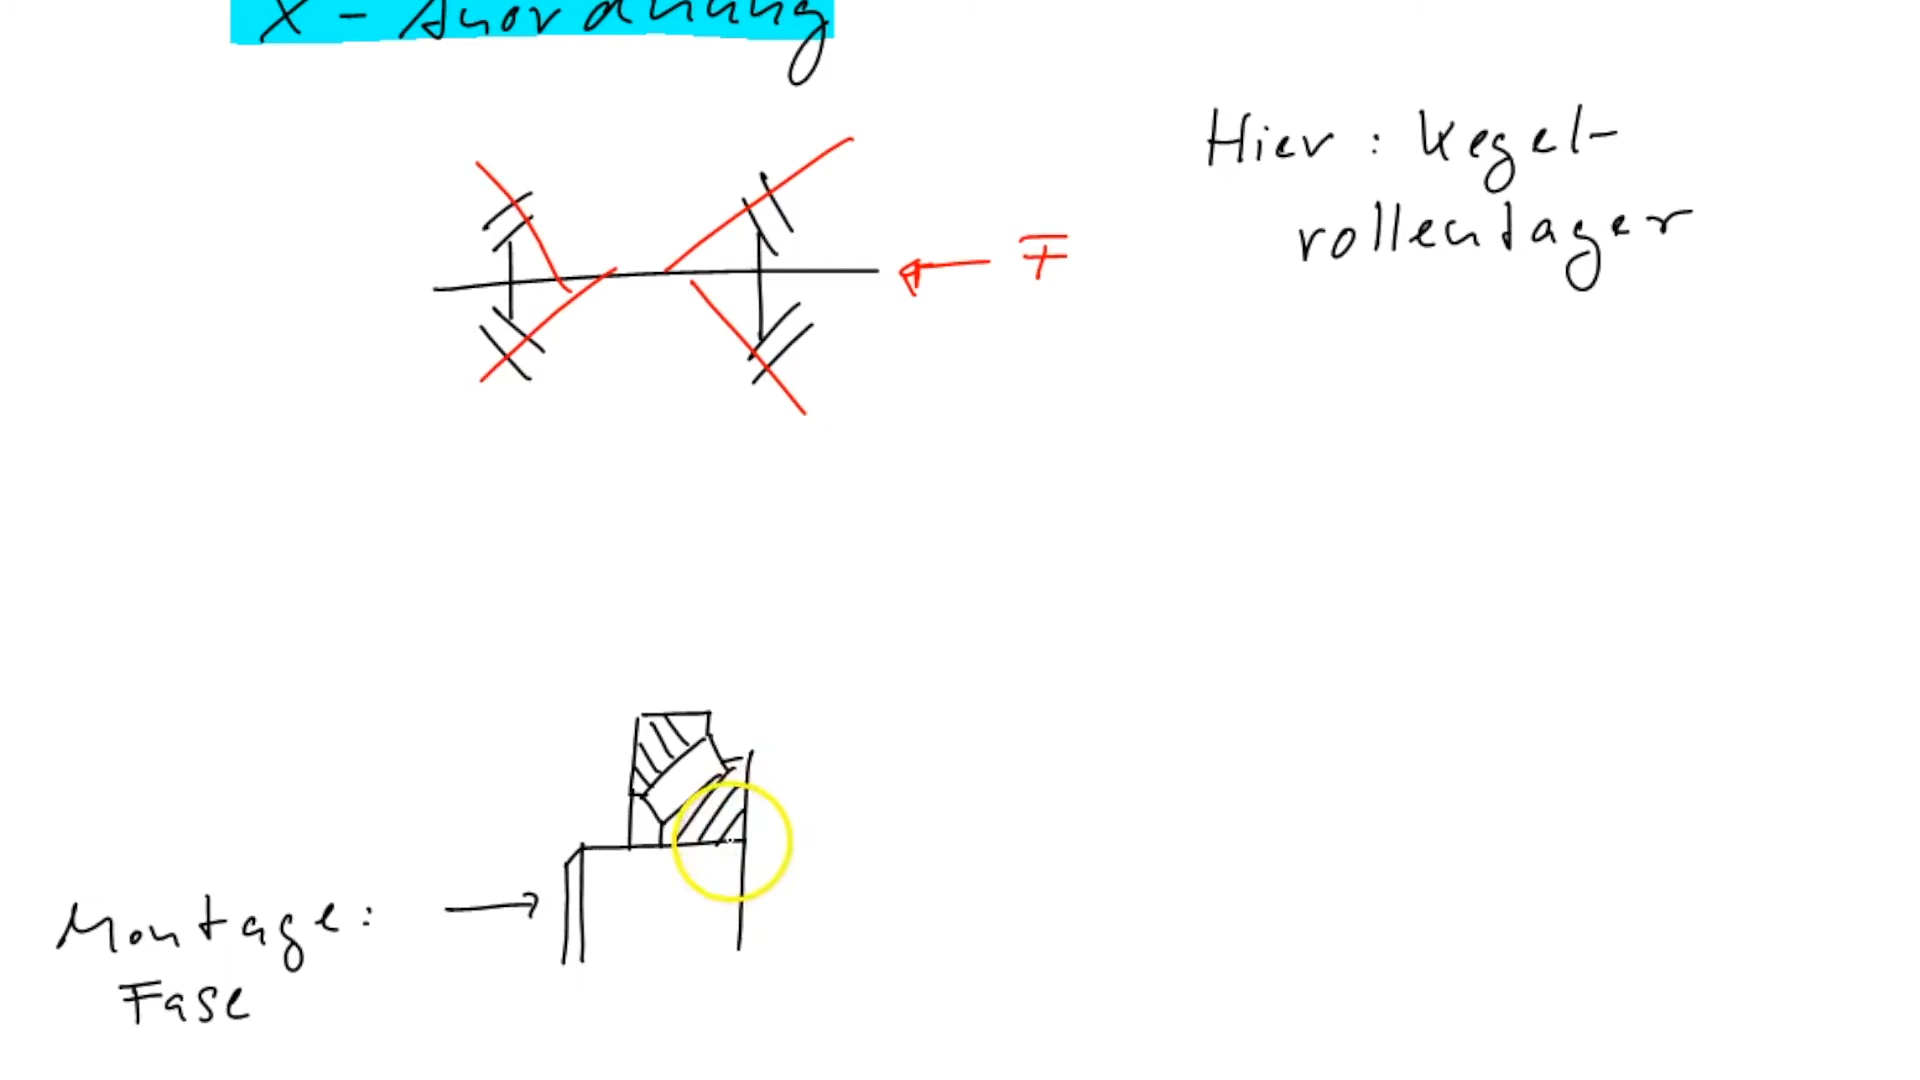 X - Anordnung
Hier : Kegel-
rollenlager
F
Montage:
Fase